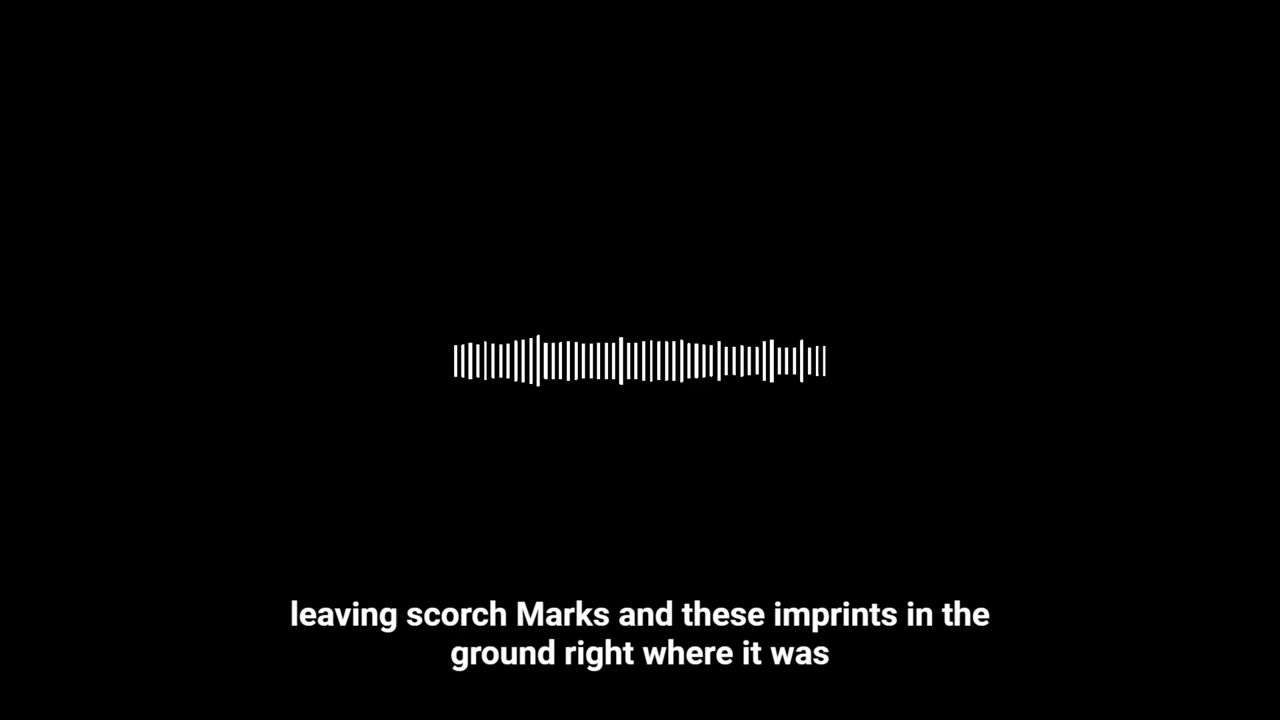 leaving scorch Marks and these imprints in the
ground right where it was